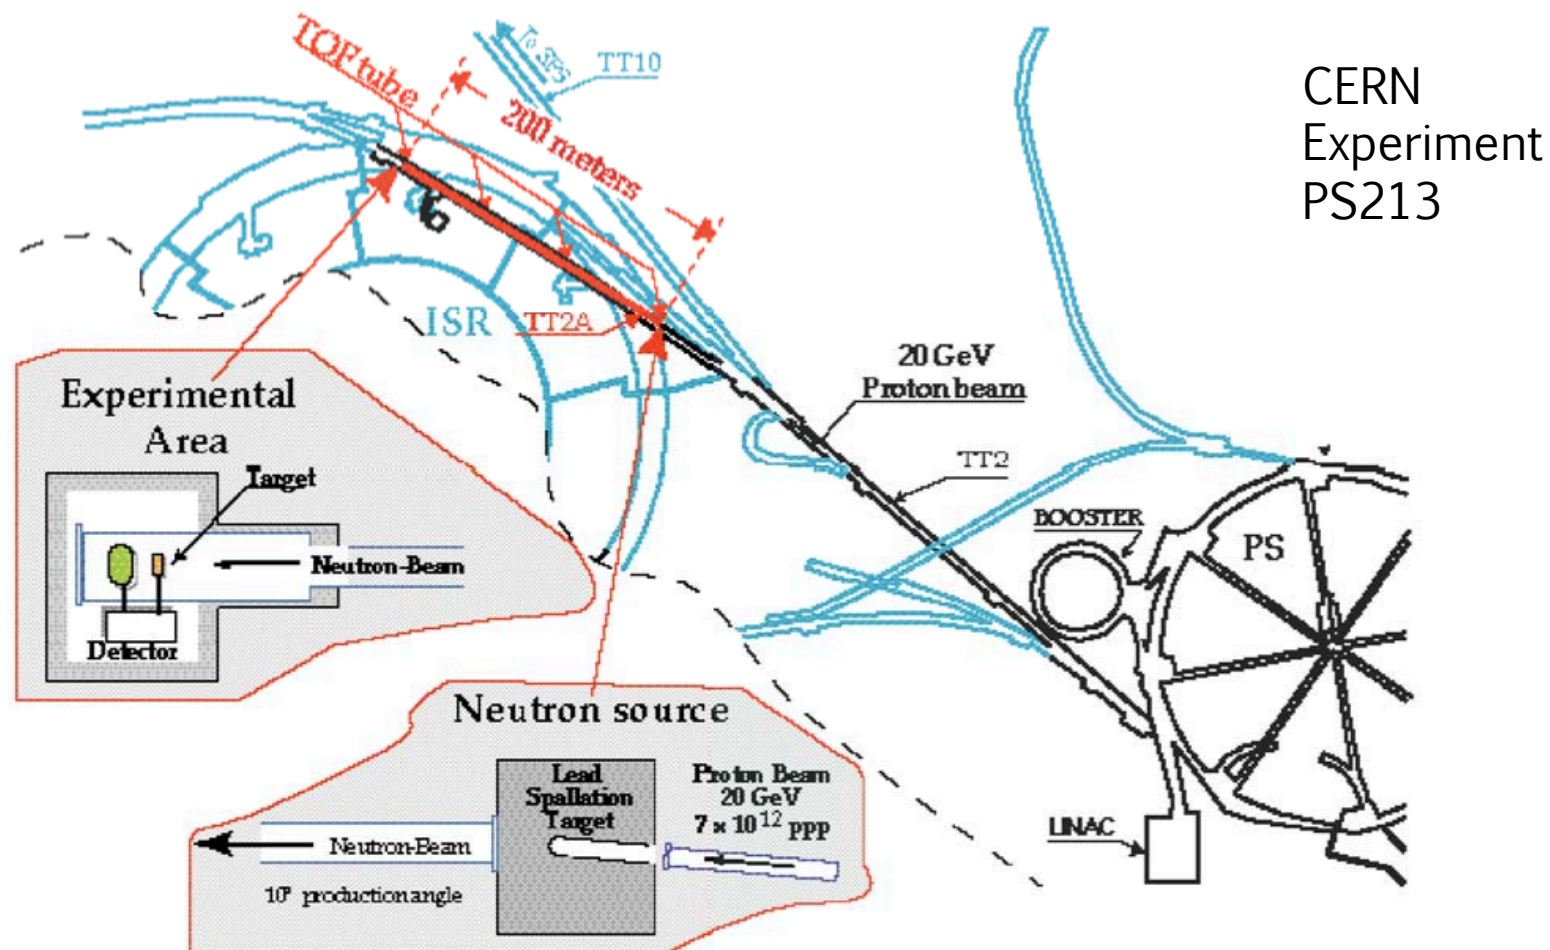 CERN
Experiment
PS213
TOF tube
To SPS
TT10
200 meters
ISR
TT2A
20 GeV
Proton beam
TT2
BOOSTER
PS
LINAC
Experimental
Area
Target
Neutron-Beam
Detector
Neutron source
Lead
Spallation
Target
Proton Beam
20 GeV
7 × 10¹² ppp
Neutron-Beam
10° production angle